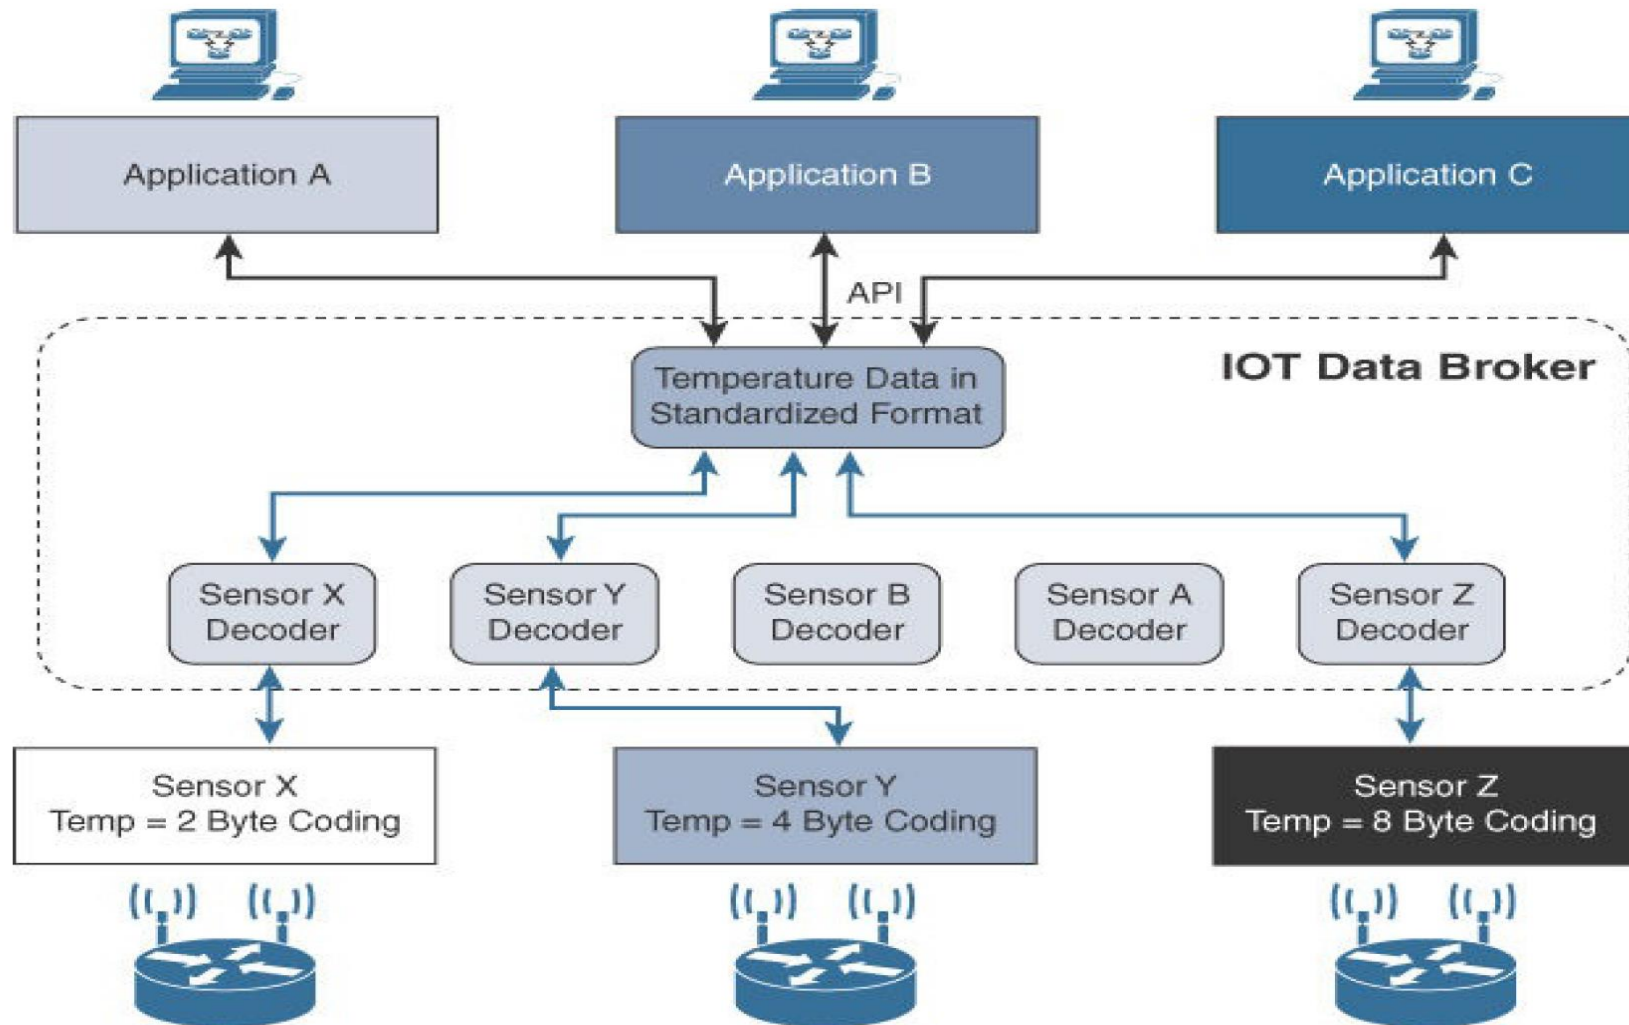 Application A
Application B
Application C
API
IOT Data Broker
Temperature Data in
Standardized Format
Sensor X
Decoder
Sensor Y
Decoder
Sensor B
Decoder
Sensor A
Decoder
Sensor Z
Decoder
Sensor X
Temp = 2 Byte Coding
Sensor Y
Temp = 4 Byte Coding
Sensor Z
Temp = 8 Byte Coding